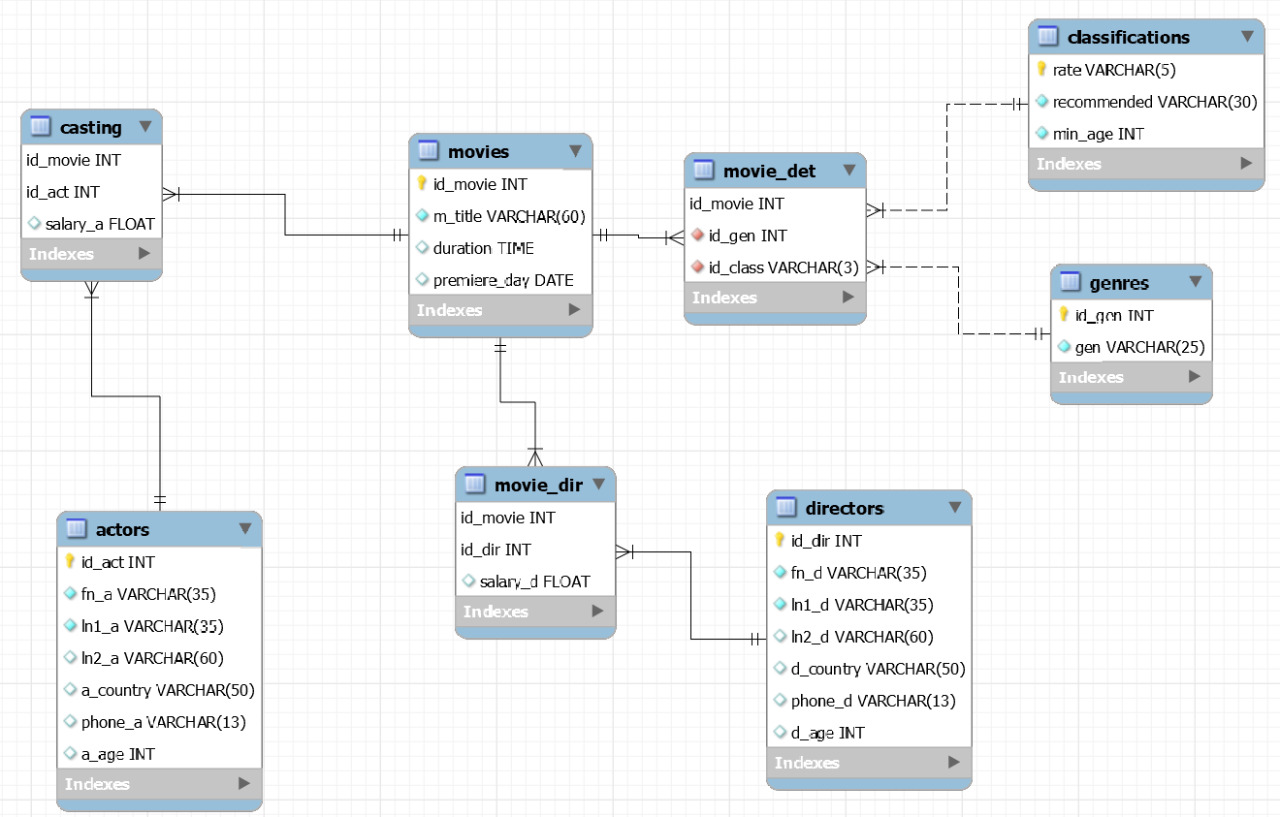 classifications
rate VARCHAR(5)
recommended VARCHAR(30)
min_age INT
Indexes
casting
id_movie INT
id_act INT
salary_a FLOAT
Indexes
movies
id_movie INT
m_title VARCHAR(60)
duration TIME
premiere_day DATE
Indexes
movie_det
id_movie INT
id_gen INT
id_class VARCHAR(3)
Indexes
genres
id_gen INT
gen VARCHAR(25)
Indexes
movie_dir
id_movie INT
id_dir INT
salary_d FLOAT
Indexes
directors
id_dir INT
fn_d VARCHAR(35)
ln1_d VARCHAR(35)
ln2_d VARCHAR(60)
d_country VARCHAR(50)
phone_d VARCHAR(13)
d_age INT
Indexes
actors
id_act INT
fn_a VARCHAR(35)
ln1_a VARCHAR(35)
ln2_a VARCHAR(60)
a_country VARCHAR(50)
phone_a VARCHAR(13)
a_age INT
Indexes